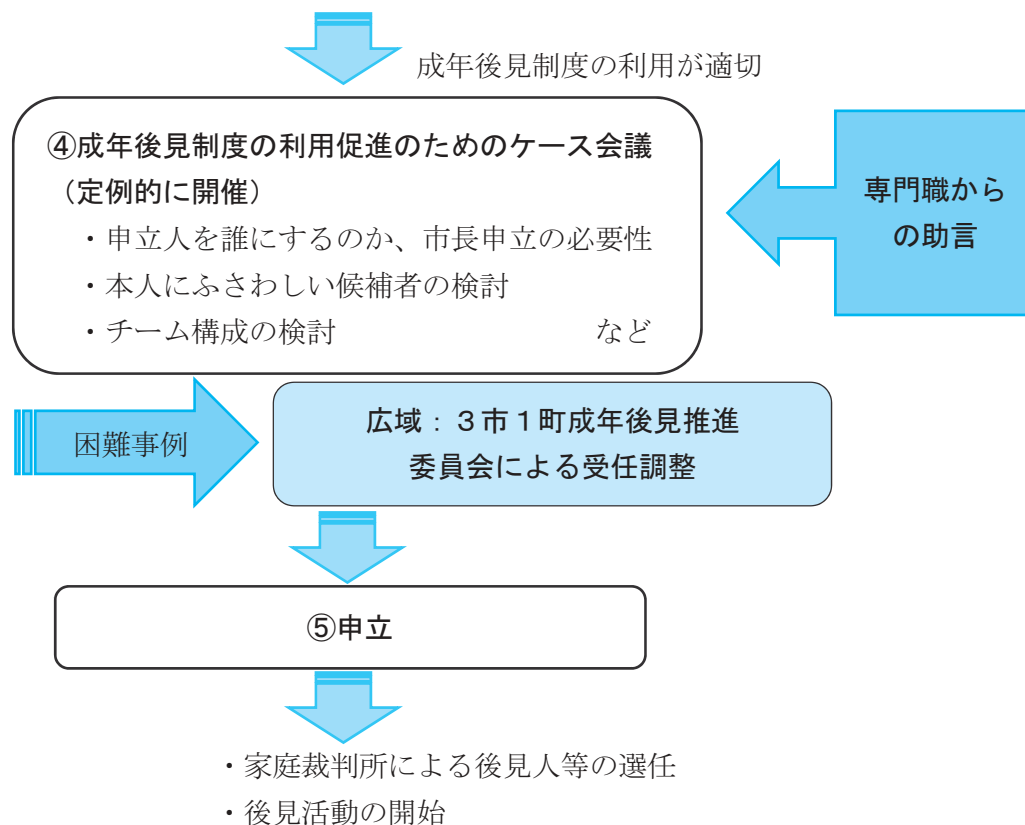 成年後見制度の利用が適切
④成年後見制度の利用促進のためのケース会議
（定例的に開催）
・申立人を誰にするのか、市長申立の必要性
・本人にふさわしい候補者の検討
・チーム構成の検討　など
専門職から
の助言
困難事例
広域：３市１町成年後見推進
委員会による受任調整
⑤申立
・家庭裁判所による後見人等の選任
・後見活動の開始